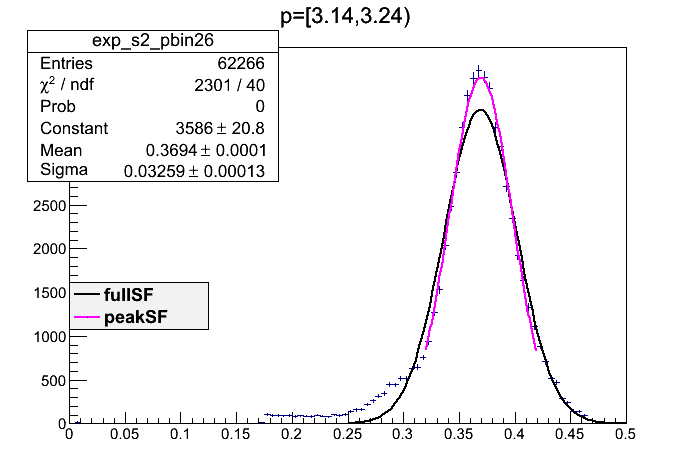 p=[3.14,3.24)
exp_s2_pbin26
Entries 62266
χ² / ndf 2301 / 40
Prob 0
Constant 3586 ± 20.8
Mean 0.3694 ± 0.0001
Sigma 0.03259 ± 0.00013
2500
2000
1500
fullSF
peakSF
1000
500
0
0 0.05 0.1 0.15 0.2 0.25 0.3 0.35 0.4 0.45 0.5